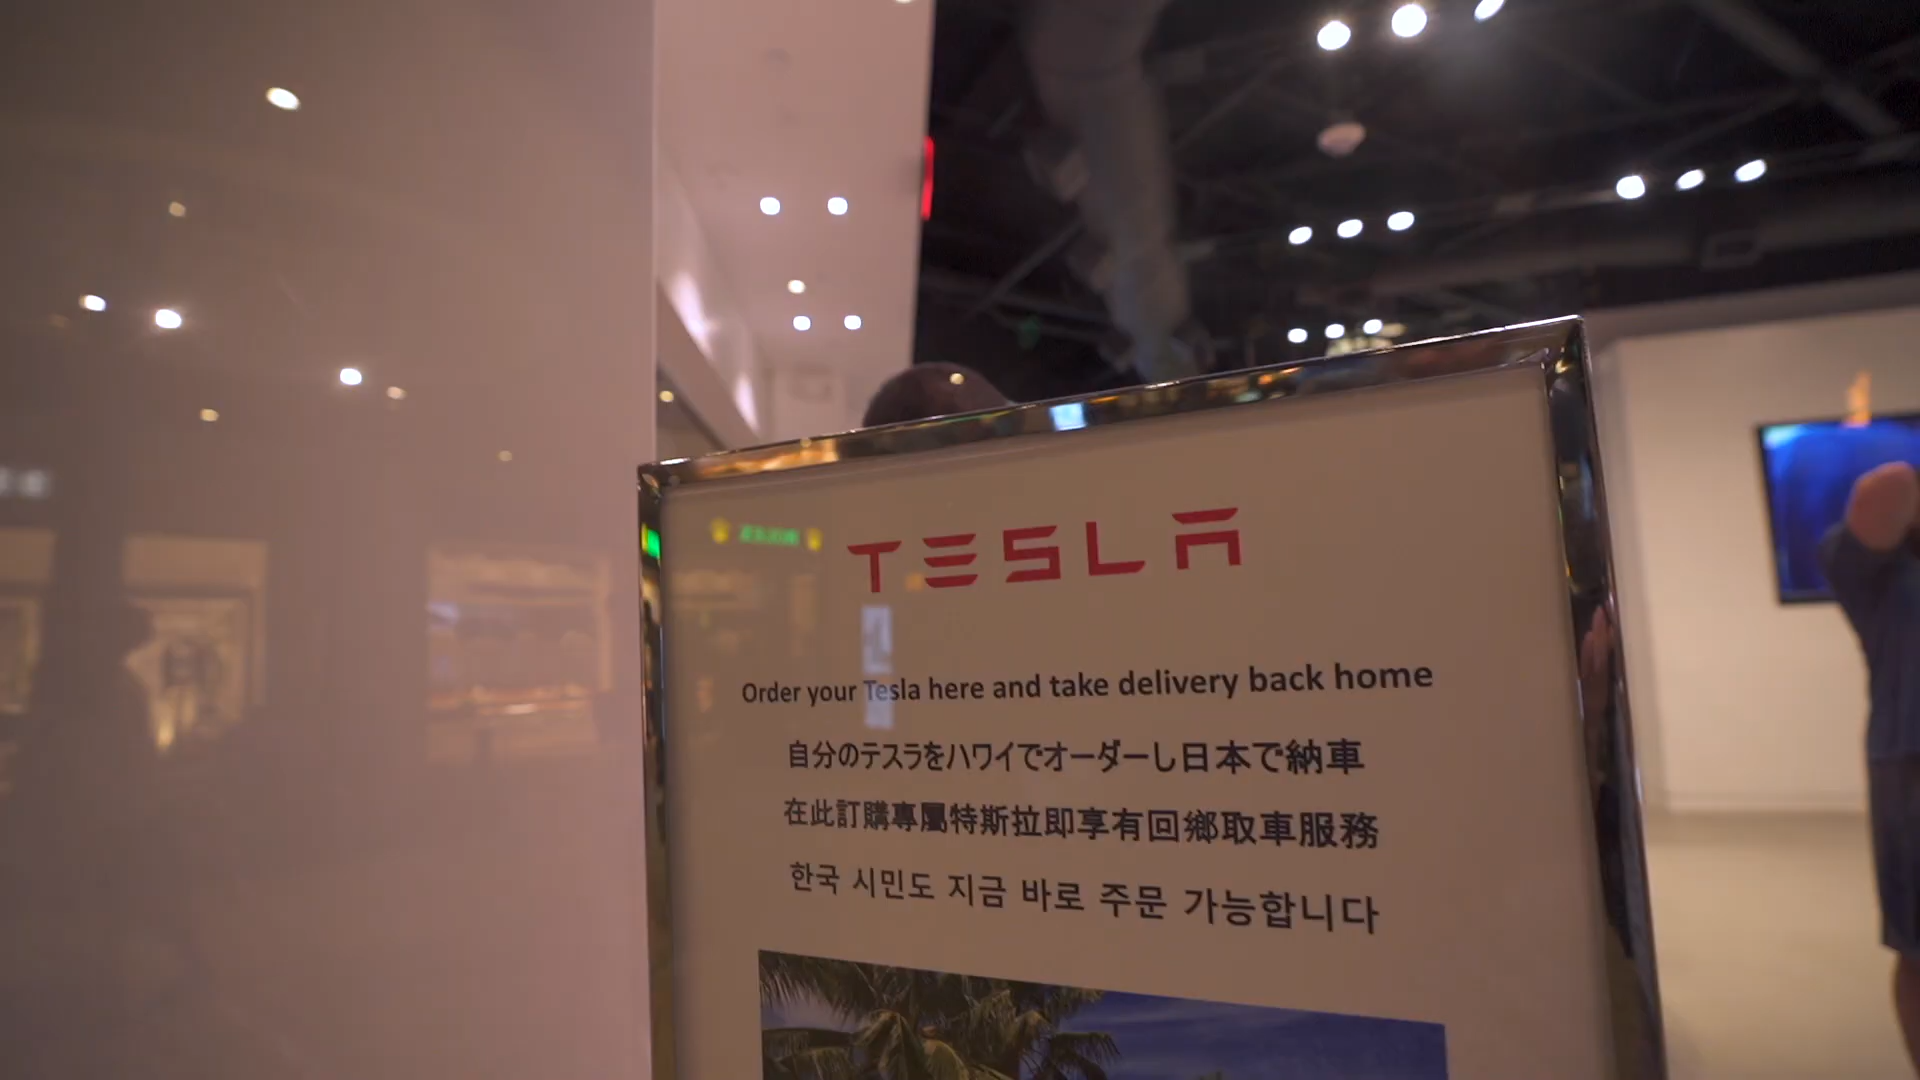 TESLA
Order your Tesla here and take delivery back home
自分のテスラをハワイでオーダーし日本で納車
在此訂購專屬特斯拉即享有回鄉取車服務
한국 시민도 지금 바로 주문 가능합니다